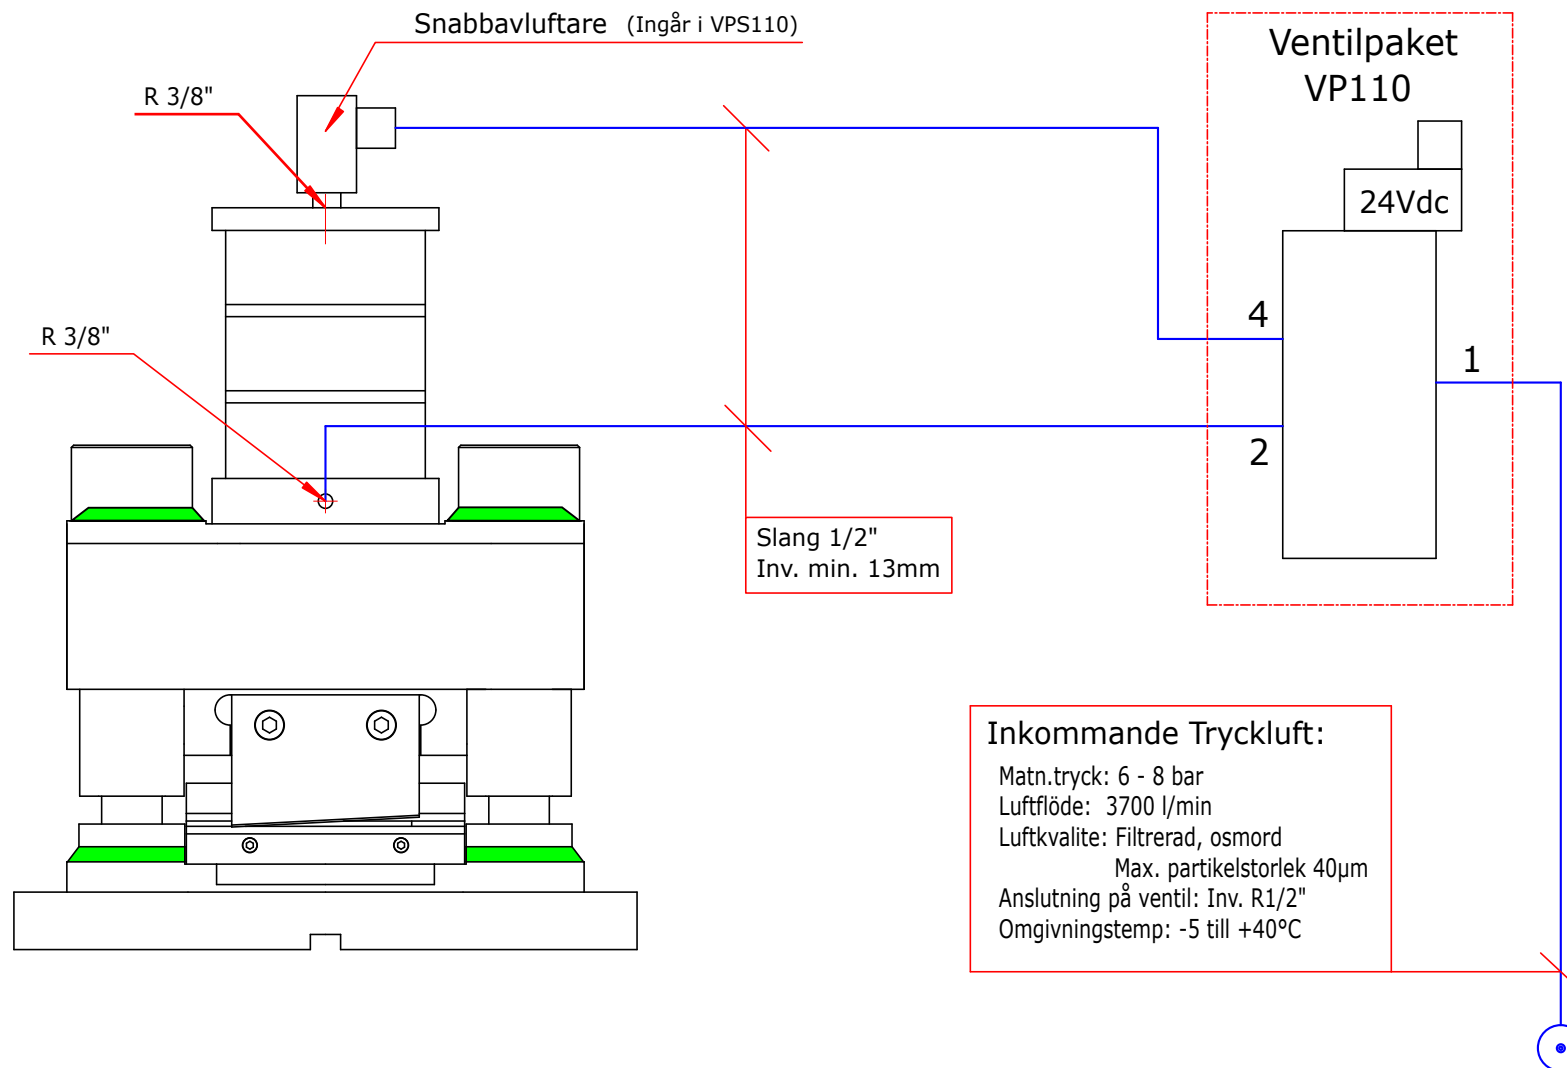 Snabbavluftare (Ingår i VPS110)
R 3/8"
R 3/8"
Ventilpaket
VP110
24Vdc
4
1
2
Slang 1/2"
Inv. min. 13mm
Inkommande Tryckluft:
Matn.tryck: 6 - 8 bar
Luftflöde: 3700 l/min
Luftkvalite: Filtrerad, osmord
Max. partikelstorlek 40µm
Anslutning på ventil: Inv. R1/2"
Omgivningstemp: -5 till +40°C